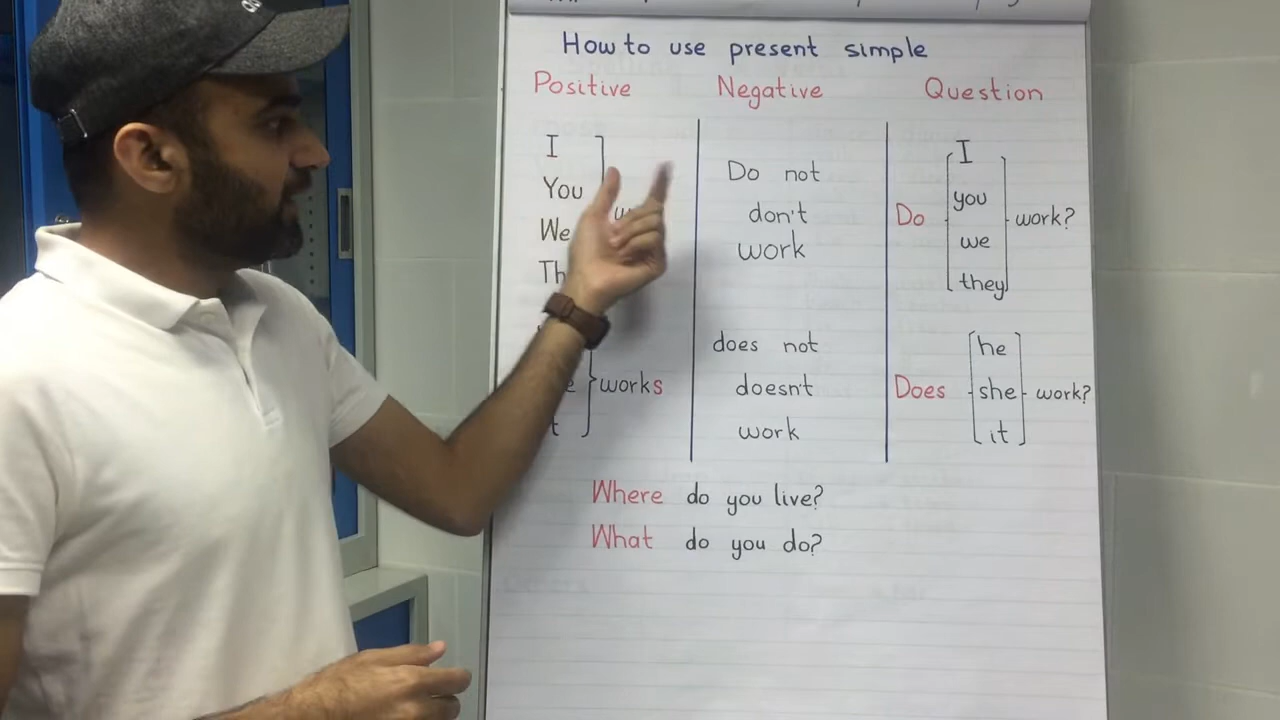 How to use present simple
Positive
I
You
We
works
Negative
Do not
don't
work
does not
doesn't
work
Question
Do
I
you
we
they
work?
Does
he
she
it
work?
Where do you live?
What do you do?